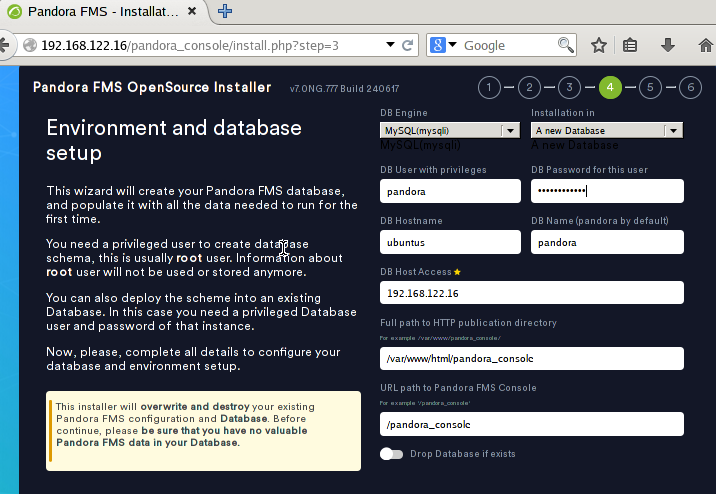 Pandora FMS - Installat...
192.168.122.16/pandora_console/install.php?step=3
Google
Pandora FMS OpenSource Installer v7.0NG.777 Build 240617
1 2 3 4 5 6
Environment and database
setup
This wizard will create your Pandora FMS database,
and populate it with all the data needed to run for the
first time.
You need a privileged user to create database
schema, this is usually root user. Information about
root user will not be used or stored anymore.
You can also deploy the scheme into an existing
Database. In this case you need a privileged Database
user and password of that instance.
Now, please, complete all details to configure your
database and environment setup.
This installer will overwrite and destroy your existing
Pandora FMS configuration and Database. Before
continue, please be sure that you have no valuable
Pandora FMS data in your Database.
DB Engine
Installation in
MySQL(mysqli)
A new Database
MySQL(mysqli)
A new Database
DB User with privileges
DB Password for this user
pandora
••••••••••••
DB Hostname
DB Name (pandora by default)
ubuntus
pandora
DB Host Access
192.168.122.16
Full path to HTTP publication directory
For example /var/www/pandora_console/
/var/www/html/pandora_console
URL path to Pandora FMS Console
For example '/pandora_console'
/pandora_console
Drop Database if exists